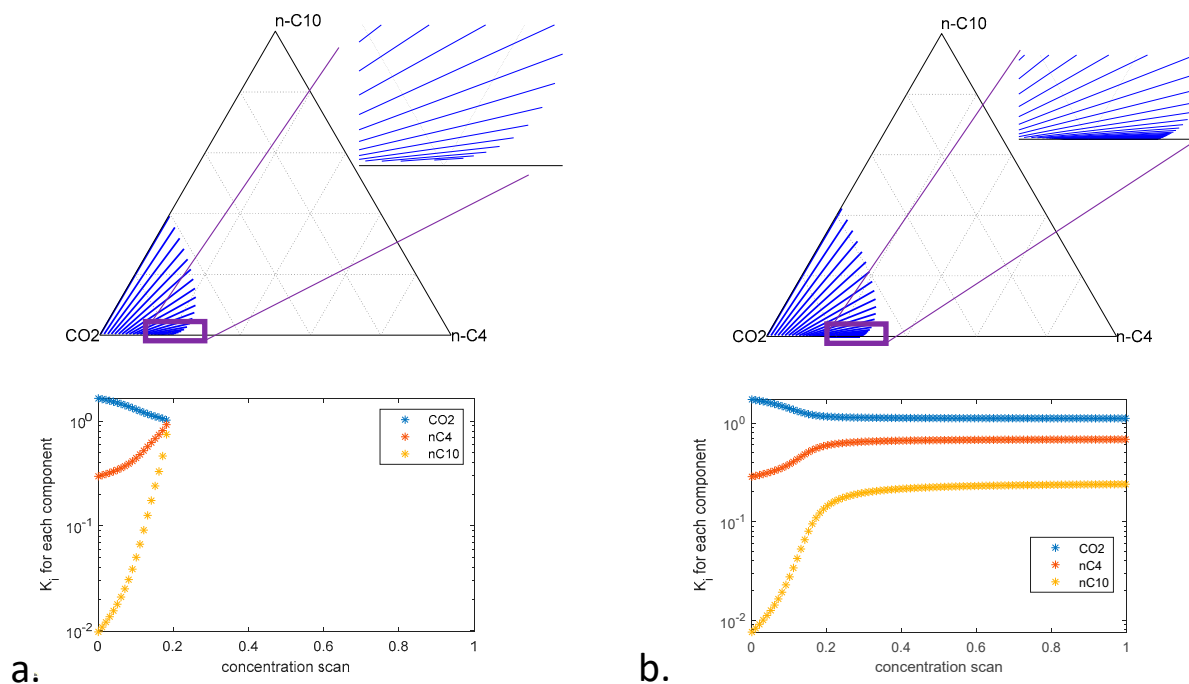 n-C10
CO2
n-C4
10^0
10^-1
10^-2
K_i for each component
0
0.2
0.4
0.6
0.8
1
concentration scan
CO2
nC4
nC10
a.
n-C10
CO2
n-C4
10^0
10^-1
10^-2
K_i for each component
0
0.2
0.4
0.6
0.8
1
concentration scan
CO2
nC4
nC10
b.